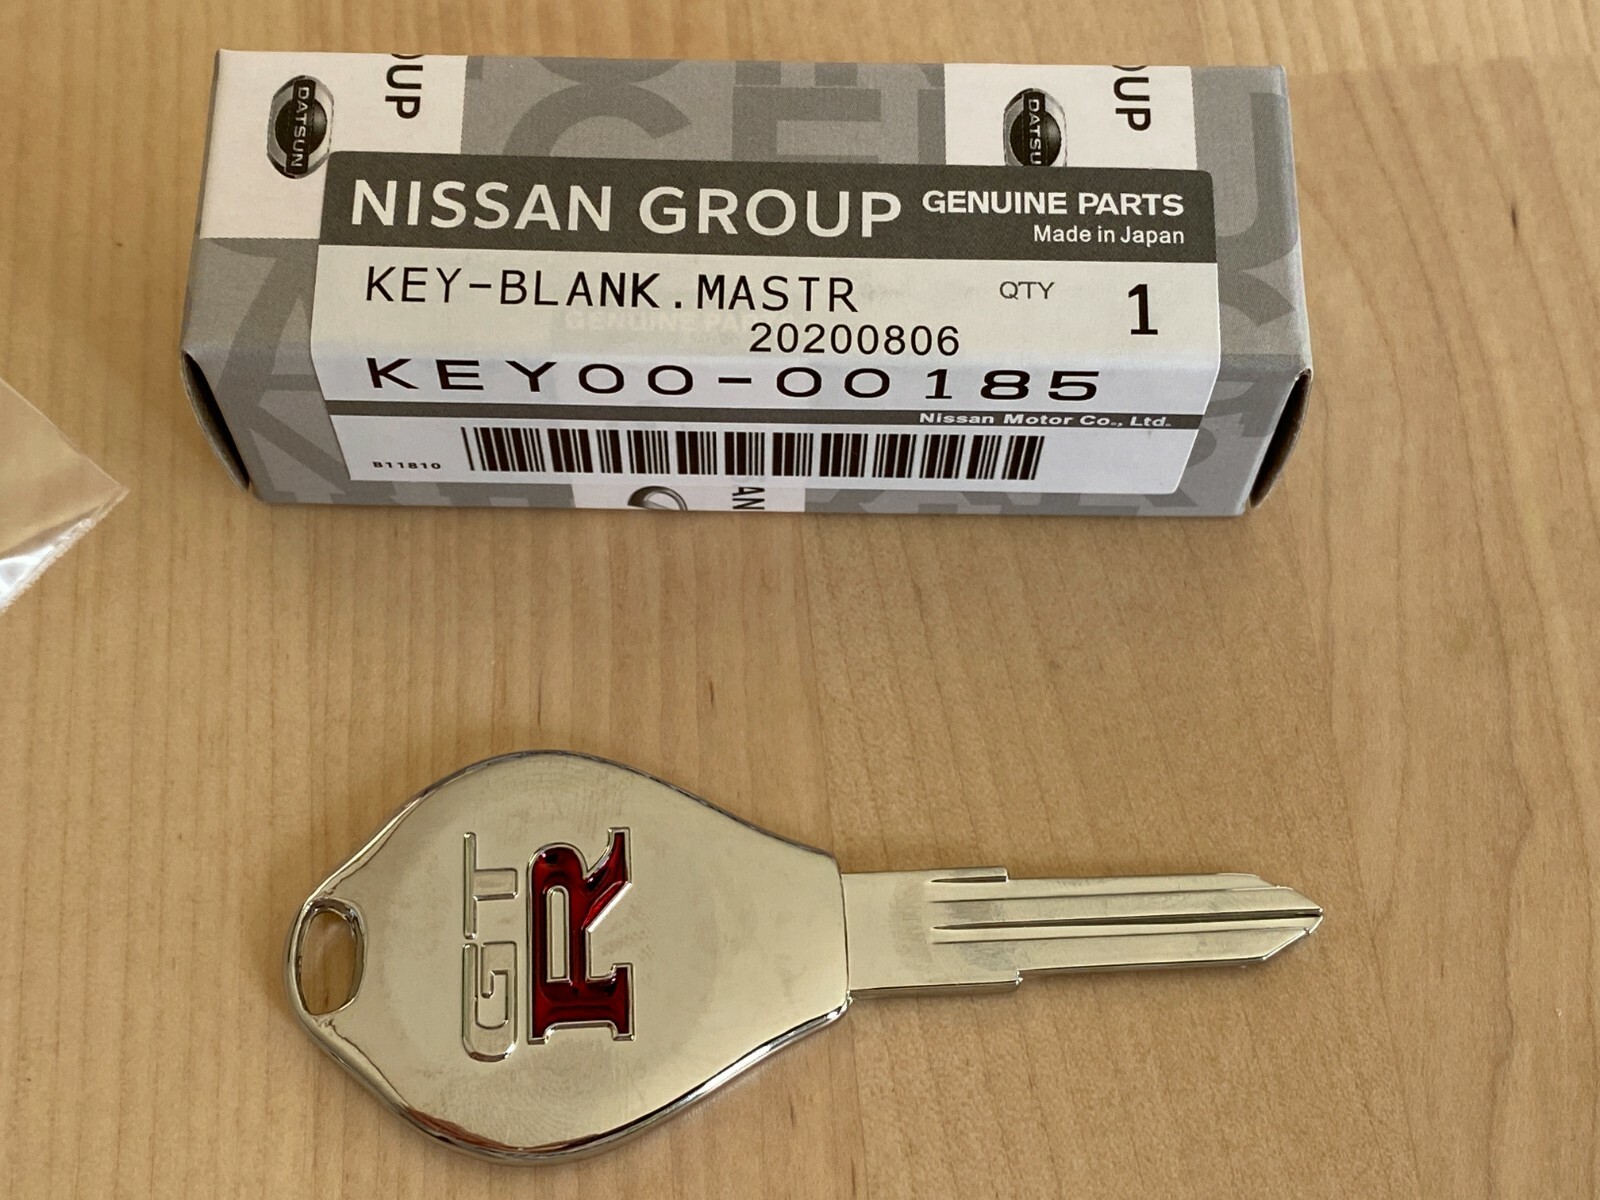 DATSUN
UP
UP
NISSAN GROUP
GENUINE PARTS
Made in Japan
KEY-BLANK.MASTR
QTY 1
20200806
KEY00-00185
Nissan Motor Co., Ltd.
B11810
AN
GT
R